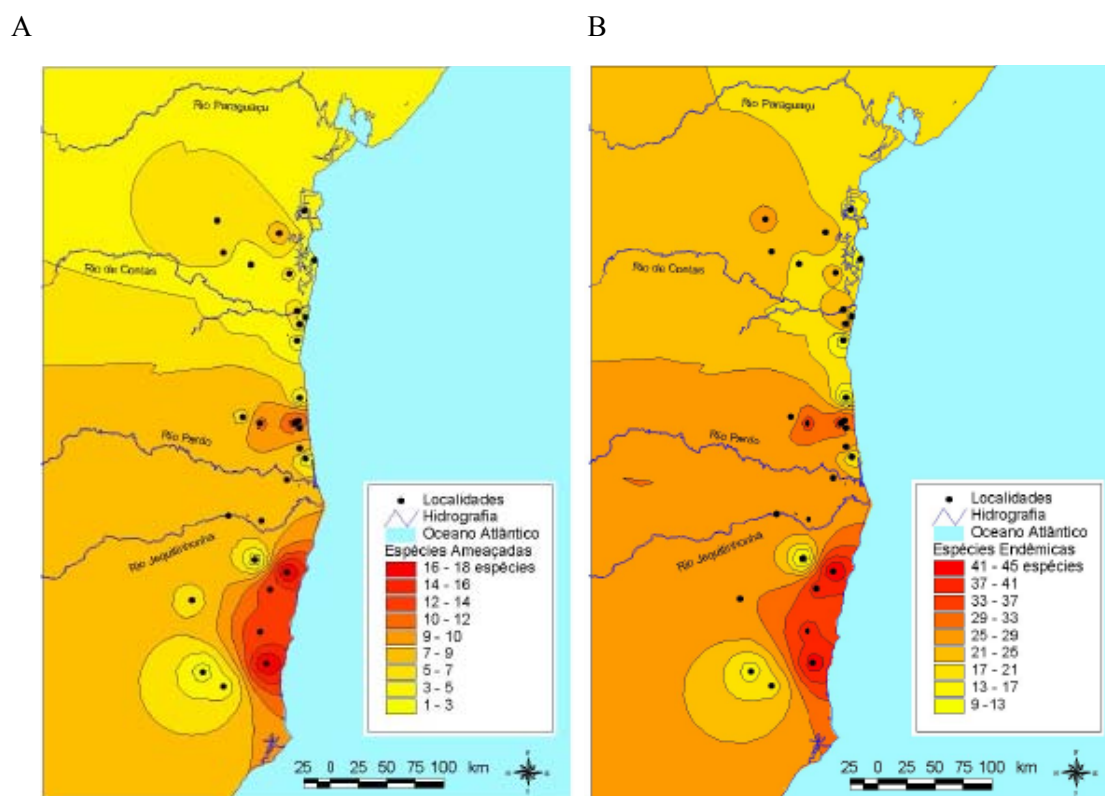 A
B
Rio Paraguaçu
Rio de Contas
Rio Pardo
Rio Jequitinhonha
Localidades
Hidrografia
Oceano Atlântico
Espécies Ameaçadas
16 - 18 espécies
14 - 16
12 - 14
10 - 12
9 - 10
7 - 9
5 - 7
3 - 5
1 - 3
25 0 25 50 75 100 km
Rio Paraguaçu
Rio de Contas
Rio Pardo
Rio Jequitinhonha
Localidades
Hidrografia
Oceano Atlântico
Espécies Endêmicas
41 - 45 espécies
37 - 41
33 - 37
29 - 33
25 - 29
21 - 25
17 - 21
13 - 17
9 - 13
25 0 25 50 75 100 km